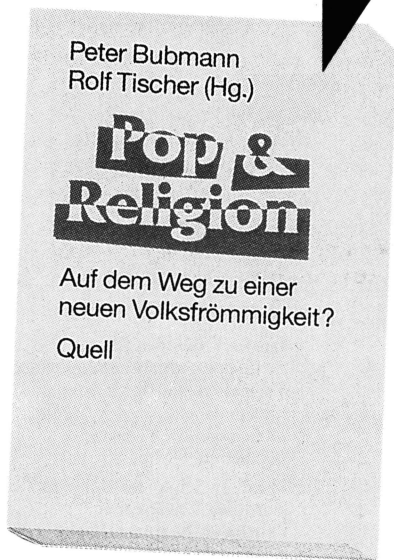 Peter Bubmann
Rolf Tischer (Hg.)
Pop &
Religion
Auf dem Weg zu einer
neuen Volksfrömmigkeit?
Quell